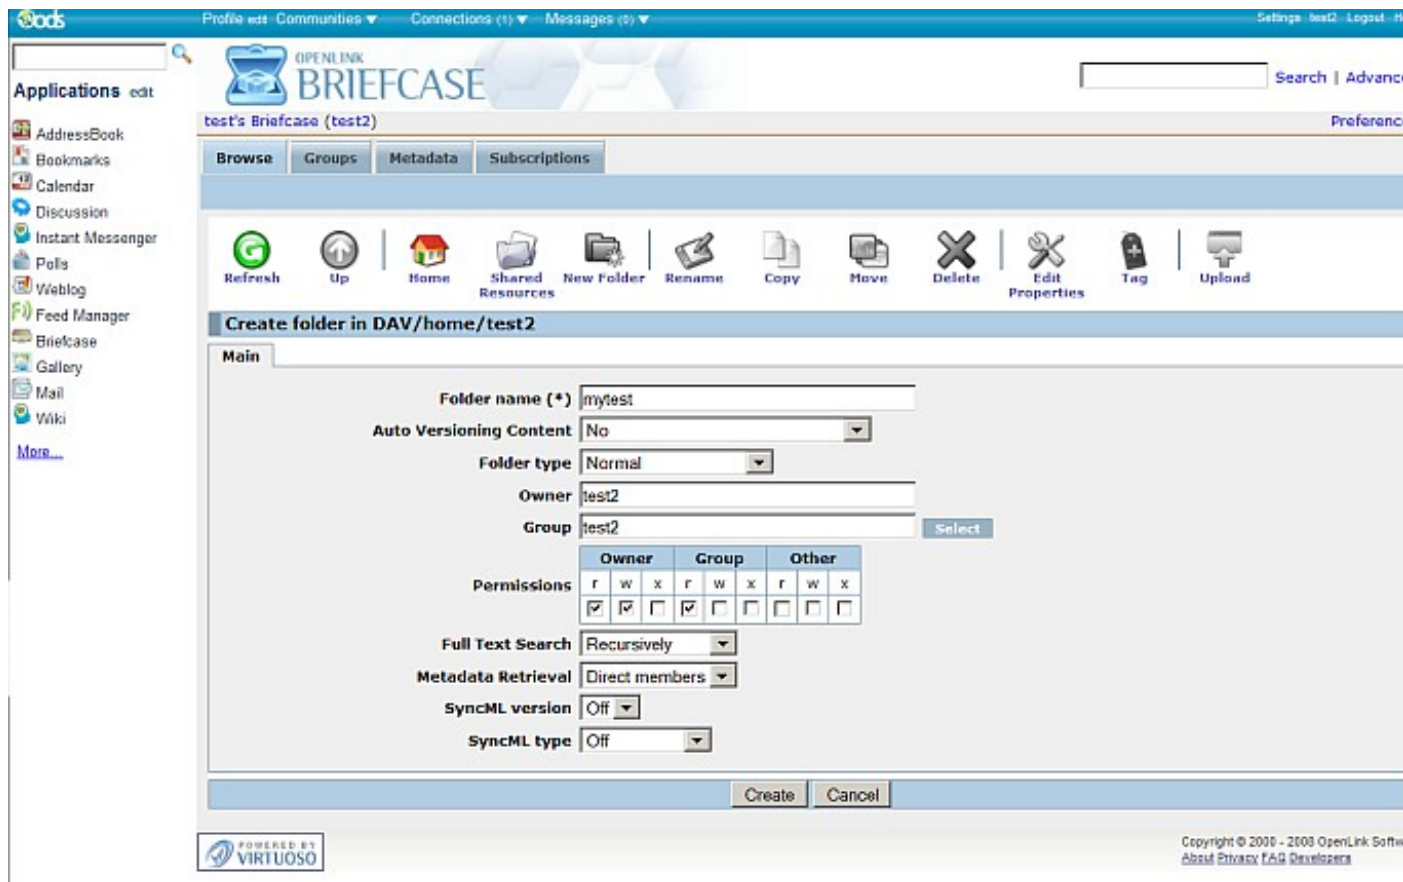 ods Profile edit Communities ▼ Connections (1) ▼ Messages (0) ▼ Settings test2 Logout
OPENLINK
BRIEFCASE
Search | Advanc
Applications edit
test's Briefcase (test2) Preferenc
AddressBook
Bookmarks
Calendar
Discussion
Instant Messenger
Polls
Weblog
Feed Manager
Briefcase
Gallery
Mail
Wiki
More...
Browse Groups Metadata Subscriptions
Refresh Up Home Shared Resources New Folder Rename Copy Move Delete Edit Properties Tag Upload
Create folder in DAV/home/test2
Main
Folder name (*) mytest
Auto Versioning Content No
Folder type Normal
Owner test2
Group test2 Select
Owner Group Other
Permissions r w x r w x r w x
Full Text Search Recursively
Metadata Retrieval Direct members
SyncML version Off
SyncML type Off
Create Cancel
POWERED BY
VIRTUOSO
Copyright © 2000 - 2008 OpenLink Softw
About Privacy FAQ Developers